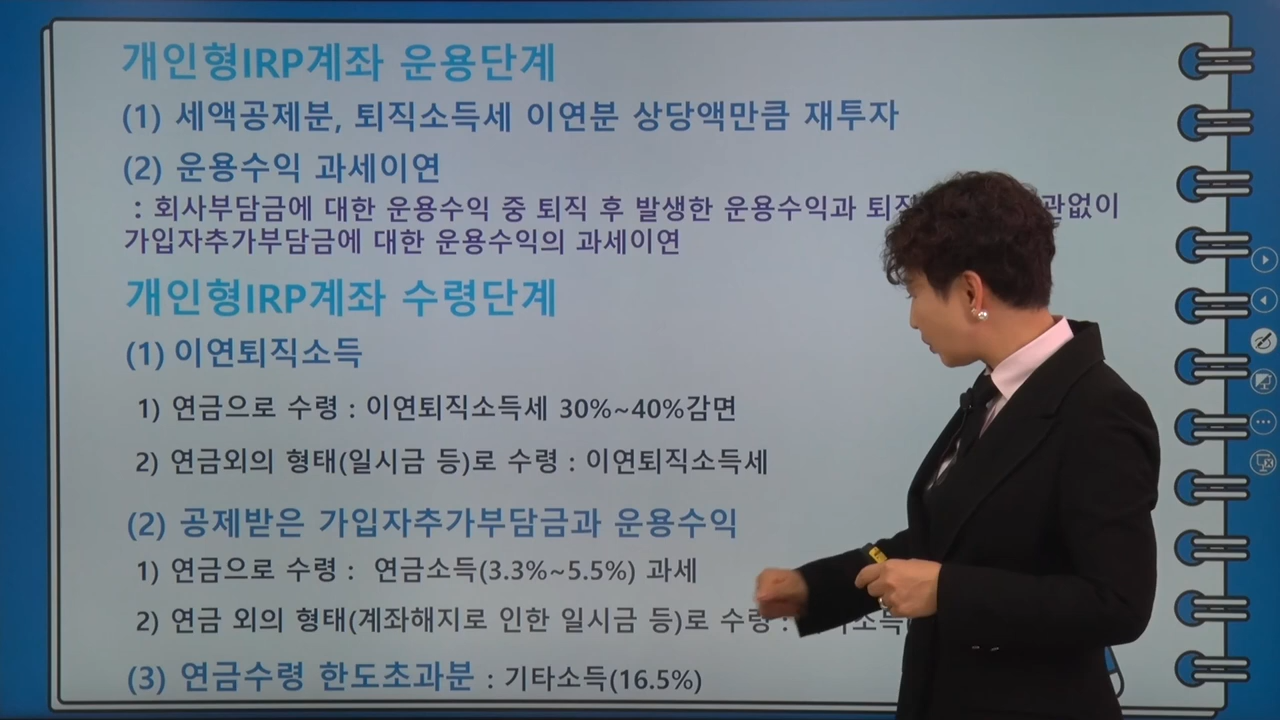 개인형IRP계좌 운용단계
(1) 세액공제분, 퇴직소득세 이연분 상당액만큼 재투자
(2) 운용수익 과세이연
: 회사부담금에 대한 운용수익 중 퇴직 후 발생한 운용수익과
가입자추가부담금에 대한 운용수익의 과세이연
개인형IRP계좌 수령단계
(1) 이연퇴직소득
1) 연금으로 수령 : 이연퇴직소득세 30%~40%감면
2) 연금외의 형태(일시금 등)로 수령 : 이연퇴직소득세
(2) 공제받은 가입자추가부담금과 운용수익
1) 연금으로 수령 : 연금소득(3.3%~5.5%) 과세
2) 연금 외의 형태(계좌해지로 인한 일시금 등)로 수령 :
(3) 연금수령 한도초과분 : 기타소득(16.5%)